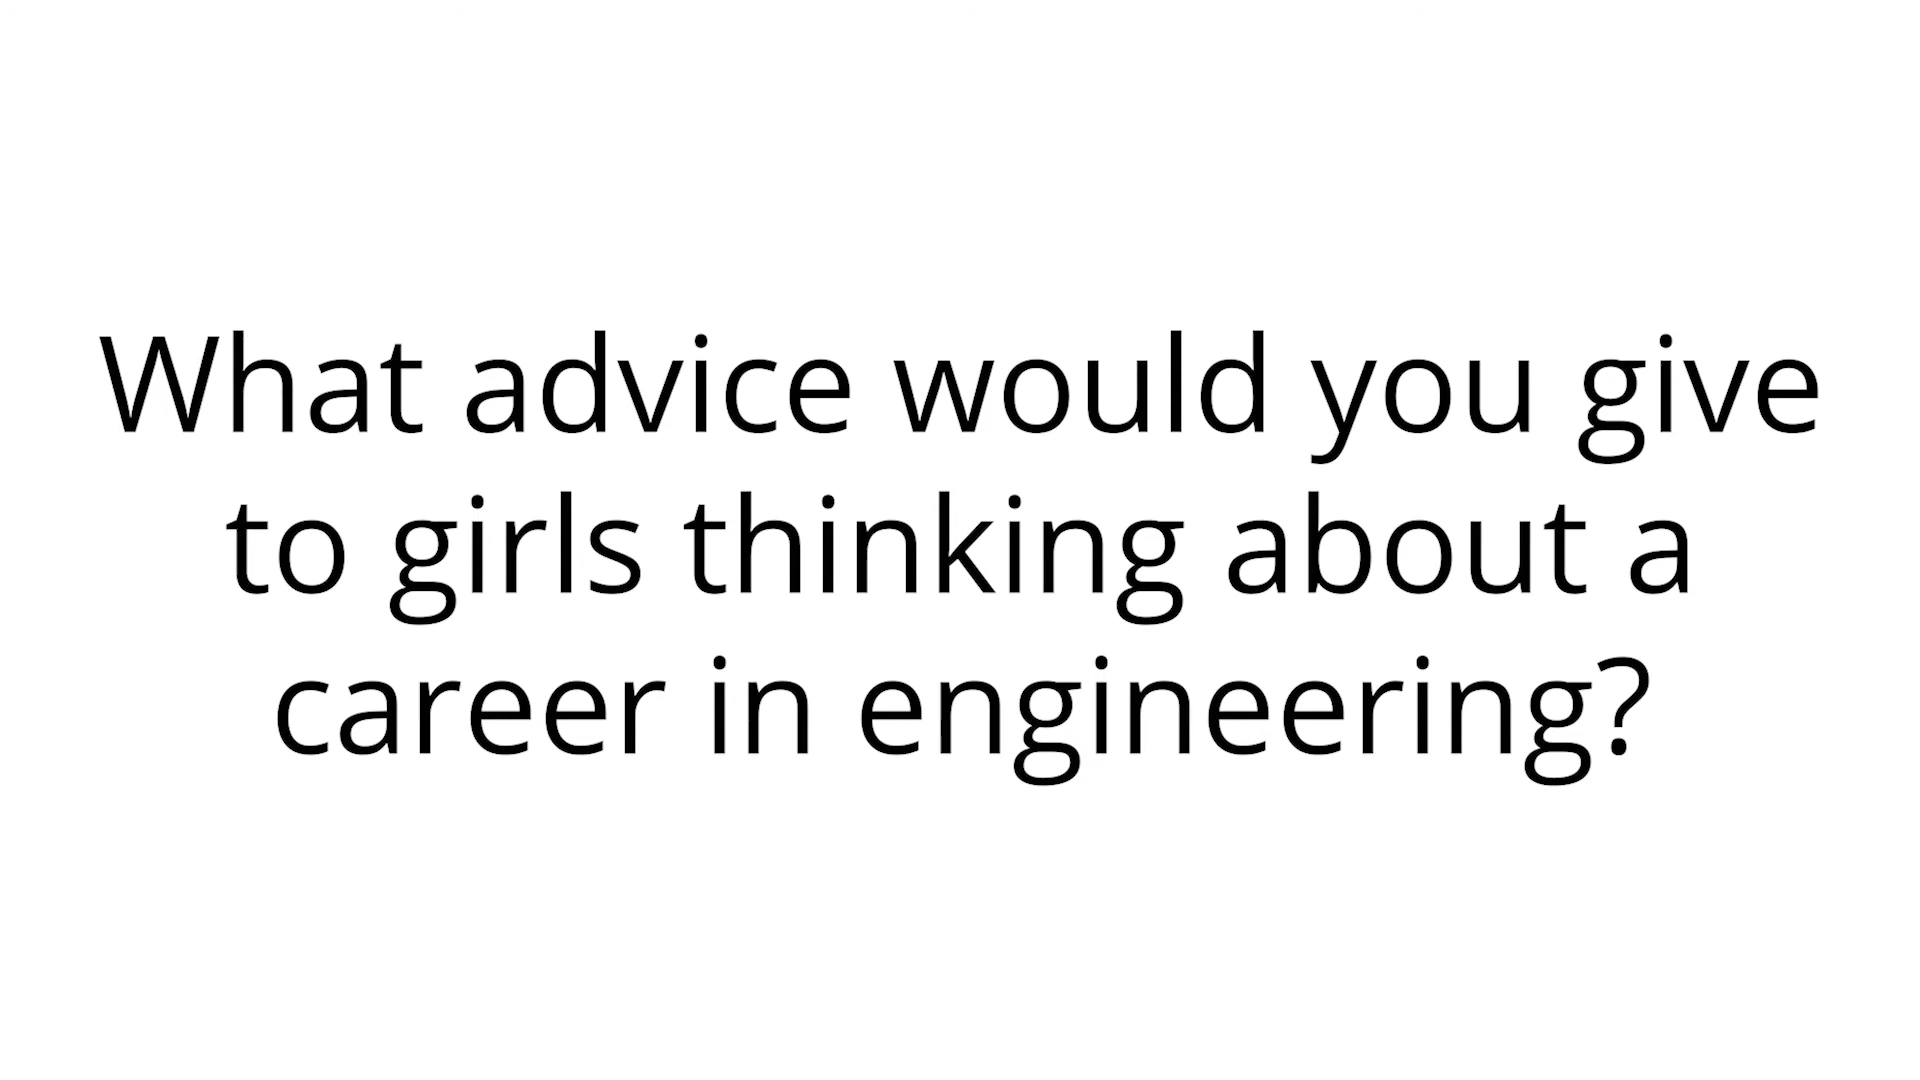 What advice would you give
to girls thinking about a
career in engineering?